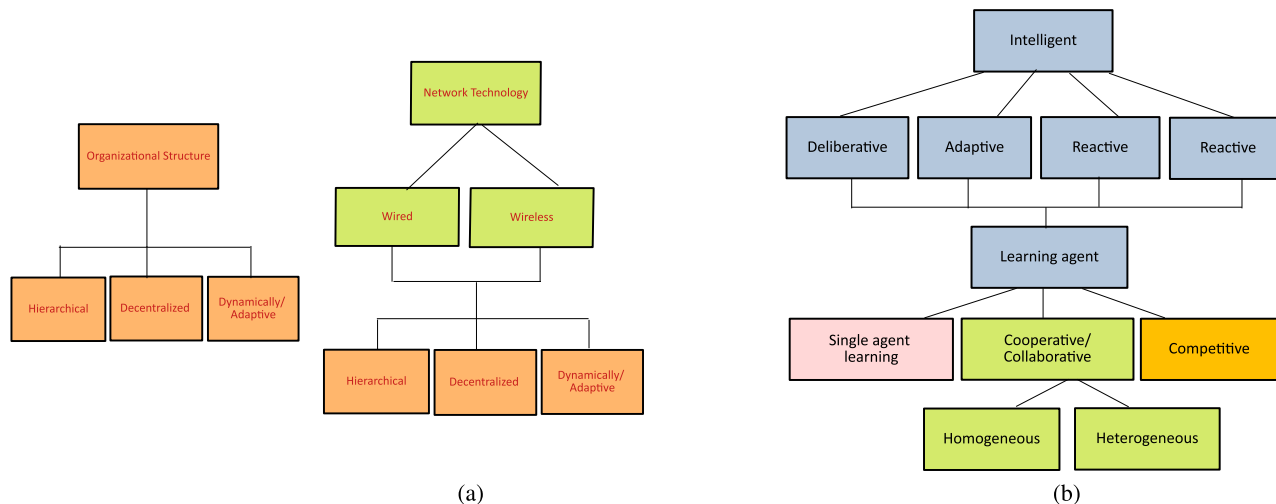 Organizational Structure
Hierarchical
Decentralized
Dynamically/
Adaptive
Network Technology
Wired
Wireless
Hierarchical
Decentralized
Dynamically/
Adaptive
(a)
Intelligent
Deliberative
Adaptive
Reactive
Reactive
Learning agent
Single agent
learning
Cooperative/
Collaborative
Competitive
Homogeneous
Heterogeneous
(b)